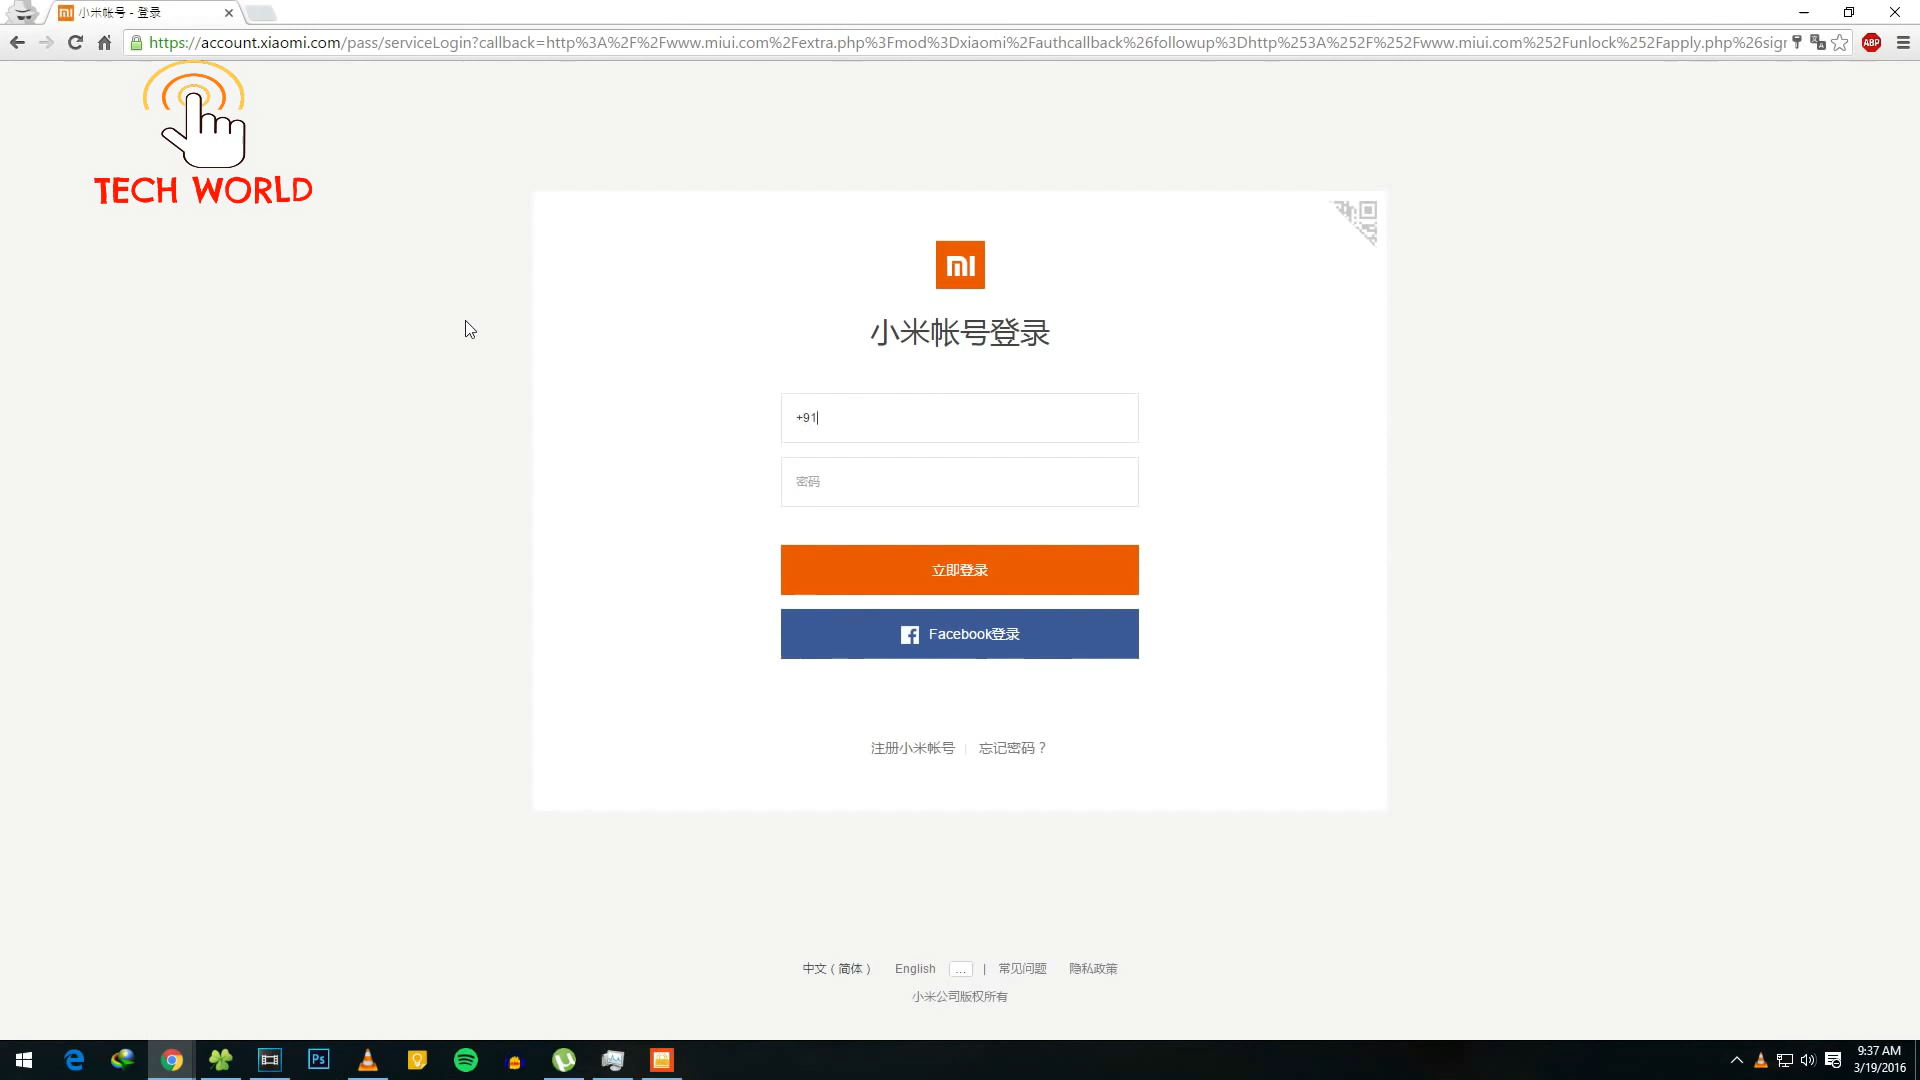 小米帐号 - 登录
https://account.xiaomi.com/pass/serviceLogin?callback=http%3A%2F%2Fwww.miui.com%2Fextra.php%3Fmod%3Dxiaomi%2Fauthcallback%26followup%3Dhttp%253A%252F%252Fwww.miui.com%252Funlock%252Fapply.php%26sigr
ABP
TECH WORLD
小米帐号登录
+91
密码
立即登录
Facebook登录
注册小米帐号 | 忘记密码？
中文 ( 简体 ) English ... | 常见问题 隐私政策
小米公司版权所有
Ps
9:37 AM
3/19/2016